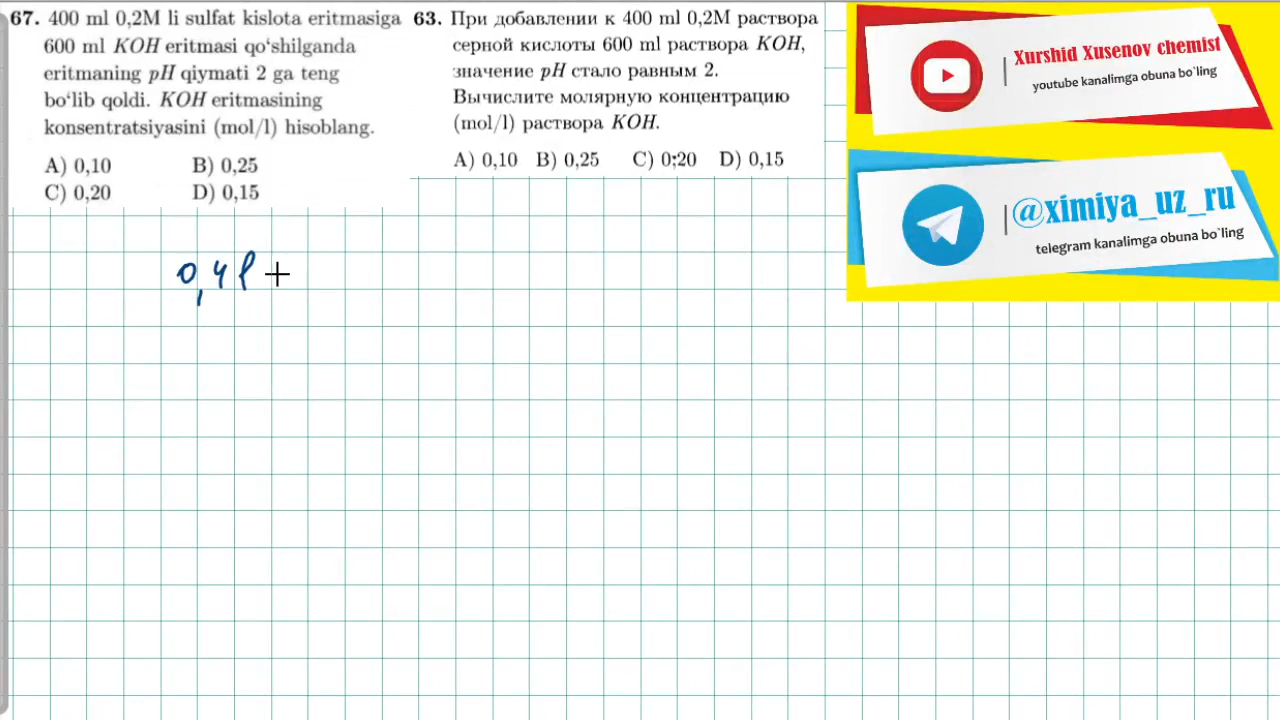 67. 400 ml 0,2M li sulfat kislota eritmasiga
600 ml KOH eritmasi qo‘shilganda
eritmaning pH qiymati 2 ga teng
bo‘lib qoldi. KOH eritmasining
konsentratsiyasini (mol/l) hisoblang.
A) 0,10 B) 0,25
C) 0,20 D) 0,15
63. При добавлении к 400 ml 0,2M раствора
серной кислоты 600 ml раствора KOH,
значение pH стало равным 2.
Вычислите молярную концентрацию
(mol/l) раствора KOH.
A) 0,10 B) 0,25 C) 0;20 D) 0,15
Xurshid Xusenov chemist
youtube kanalimga obuna bo`ling
@ximiya_uz_ru
telegram kanalimga obuna bo`ling
0,4 l +